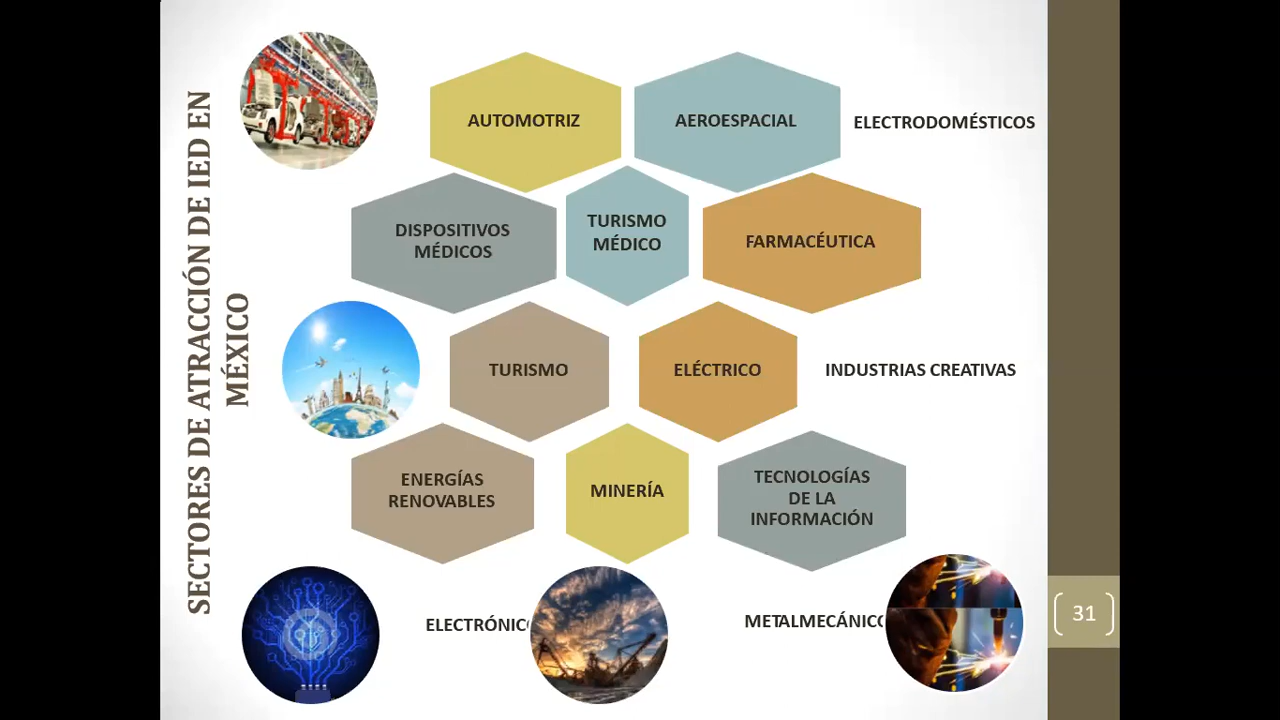 SECTORES DE ATRACCIÓN DE IED EN
MÉXICO
AUTOMOTRIZ
AEROESPACIAL
ELECTRODOMÉSTICOS
DISPOSITIVOS
MÉDICOS
TURISMO
MÉDICO
FARMACÉUTICA
TURISMO
ELÉCTRICO
INDUSTRIAS CREATIVAS
ENERGÍAS
RENOVABLES
MINERÍA
TECNOLOGÍAS
DE LA
INFORMACIÓN
ELECTRÓNIC
METALMECÁNICO
31